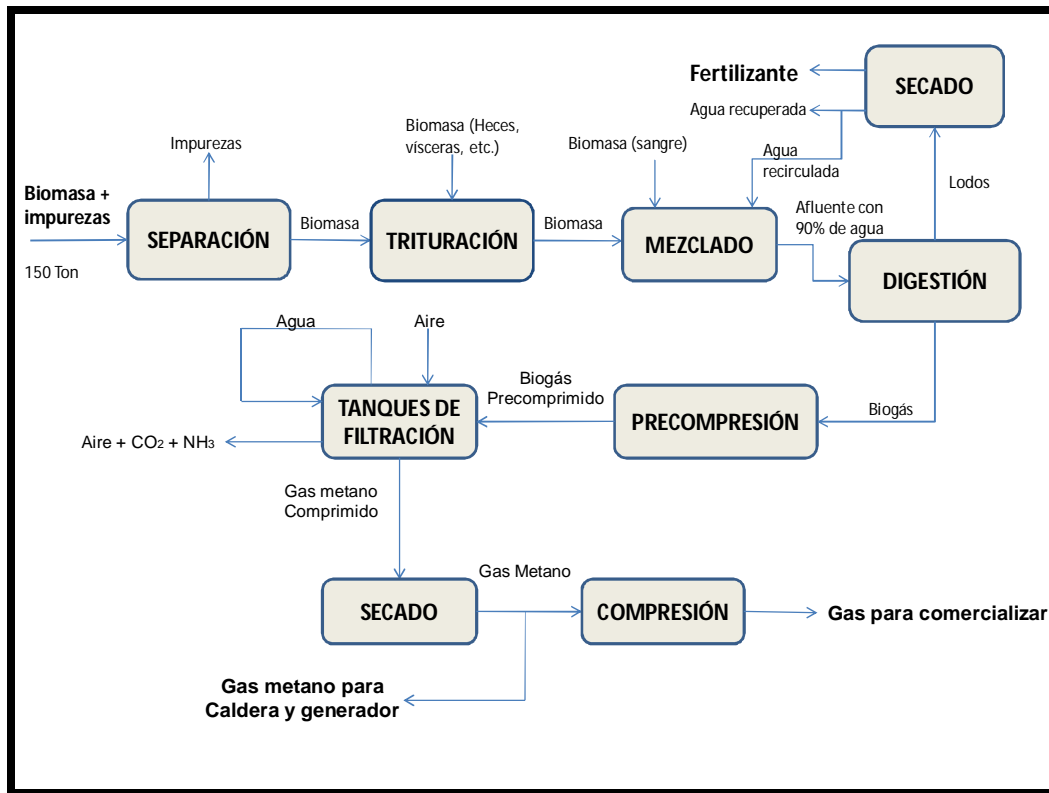 Fertilizante
SECADO
Agua recuperada
Impurezas
Biomasa (Heces,
vísceras, etc.)
Biomasa (sangre)
Agua
recirculada
Lodos
Biomasa +
impurezas
150 Ton
SEPARACIÓN
Biomasa
TRITURACIÓN
Biomasa
MEZCLADO
Afluente con
90% de agua
DIGESTIÓN
Agua
Aire
TANQUES DE
FILTRACIÓN
Biogás
Precomprimido
PRECOMPRESIÓN
Biogás
Aire + CO2 + NH3
Gas metano
Comprimido
SECADO
Gas Metano
COMPRESIÓN
Gas para comercializar
Gas metano para
Caldera y generador